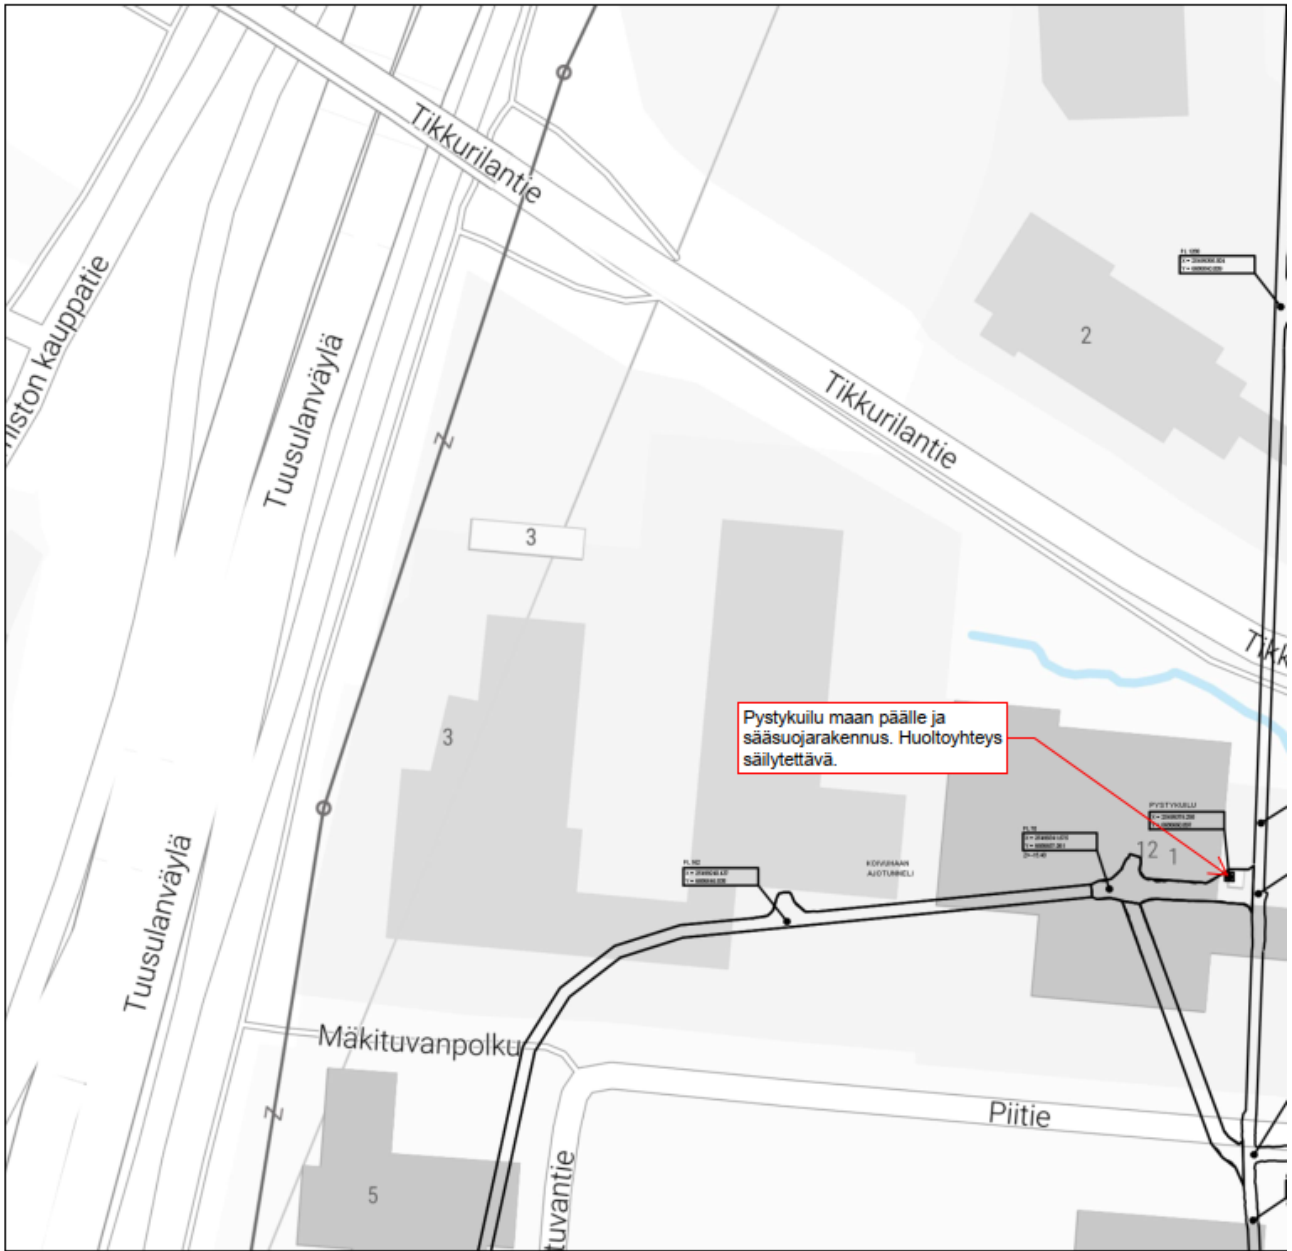 Tikkurilantie
niston kauppatie
Tuusulanväylä
2
Tikkurilantie
Z
3
Tikk
3
Pystykuilu maan päälle ja
sääsuojarakennus. Huoltoyhteys
säilytettävä.
PYSTYKUILU
12
1
KOIVUHAAN
AJOTUNNELI
Tuusulanväylä
Mäkituvanpolku
Piitie
Z
tuvantie
5